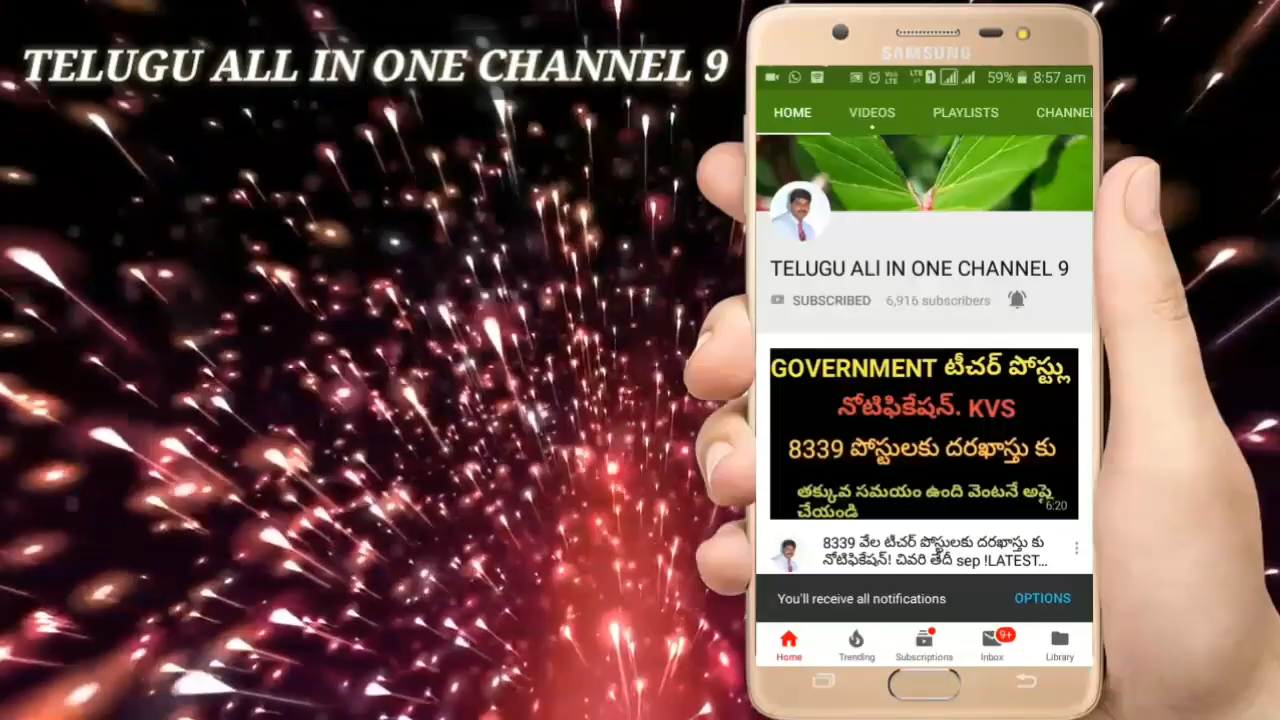 TELUGU ALL IN ONE CHANNEL 9
SAMSUNG
59% 8:57 am
HOME VIDEOS PLAYLISTS CHANNEL
TELUGU ALl IN ONE CHANNEL 9
SUBSCRIBED 6,916 subscribers
GOVERNMENT టీచర్ పోస్ట్లు
నోటిఫికేషన్. KVS
8339 పోస్టులకు దరఖాస్తు కు
తక్కువ సమయం ఉంది వెంటనే అప్లై
చేయండి
6:20
8339 వేల టీచర్ పోస్టులకు దరఖాస్తు కు
నోటిఫికేషన్! చివరి తేదీ sep !LATEST...
You'll receive all notifications OPTIONS
9+
Home Trending Subscriptions Inbox Library